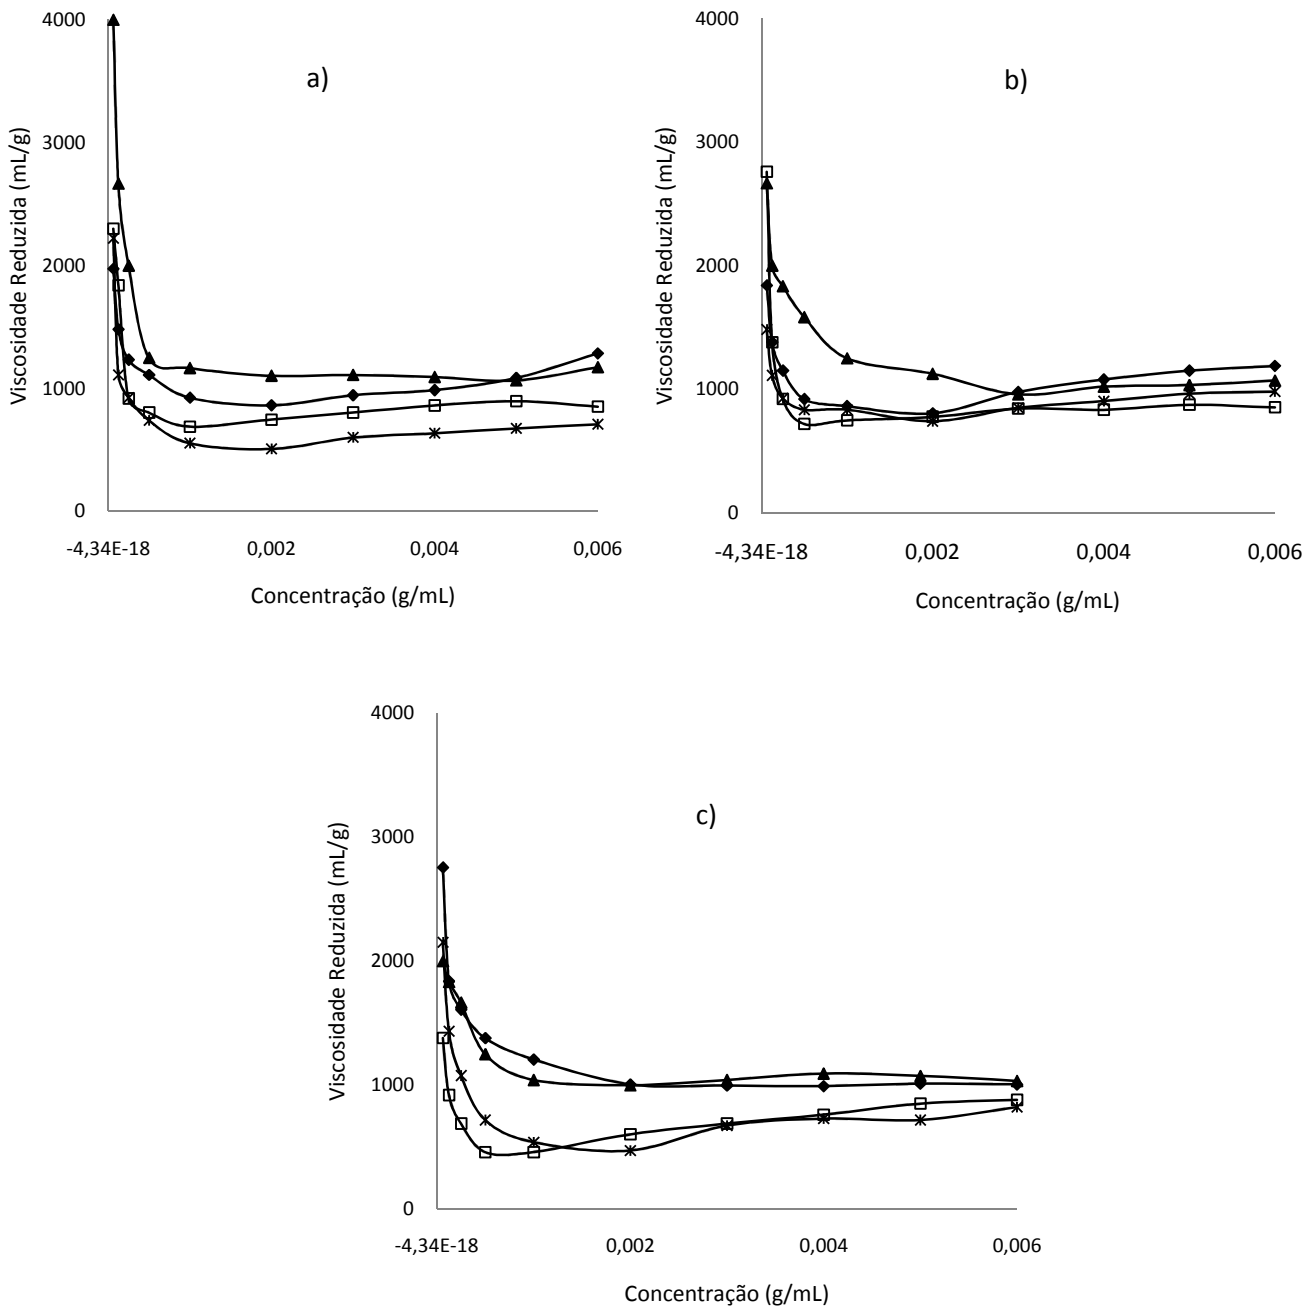 a)
Viscosidade Reduzida (mL/g)
4000
3000
2000
1000
0
-4,34E-18
0,002
0,004
0,006
Concentração (g/mL)
b)
Viscosidade Reduzida (mL/g)
4000
3000
2000
1000
0
-4,34E-18
0,002
0,004
0,006
Concentração (g/mL)
c)
Viscosidade Reduzida (mL/g)
4000
3000
2000
1000
0
-4,34E-18
0,002
0,004
0,006
Concentração (g/mL)